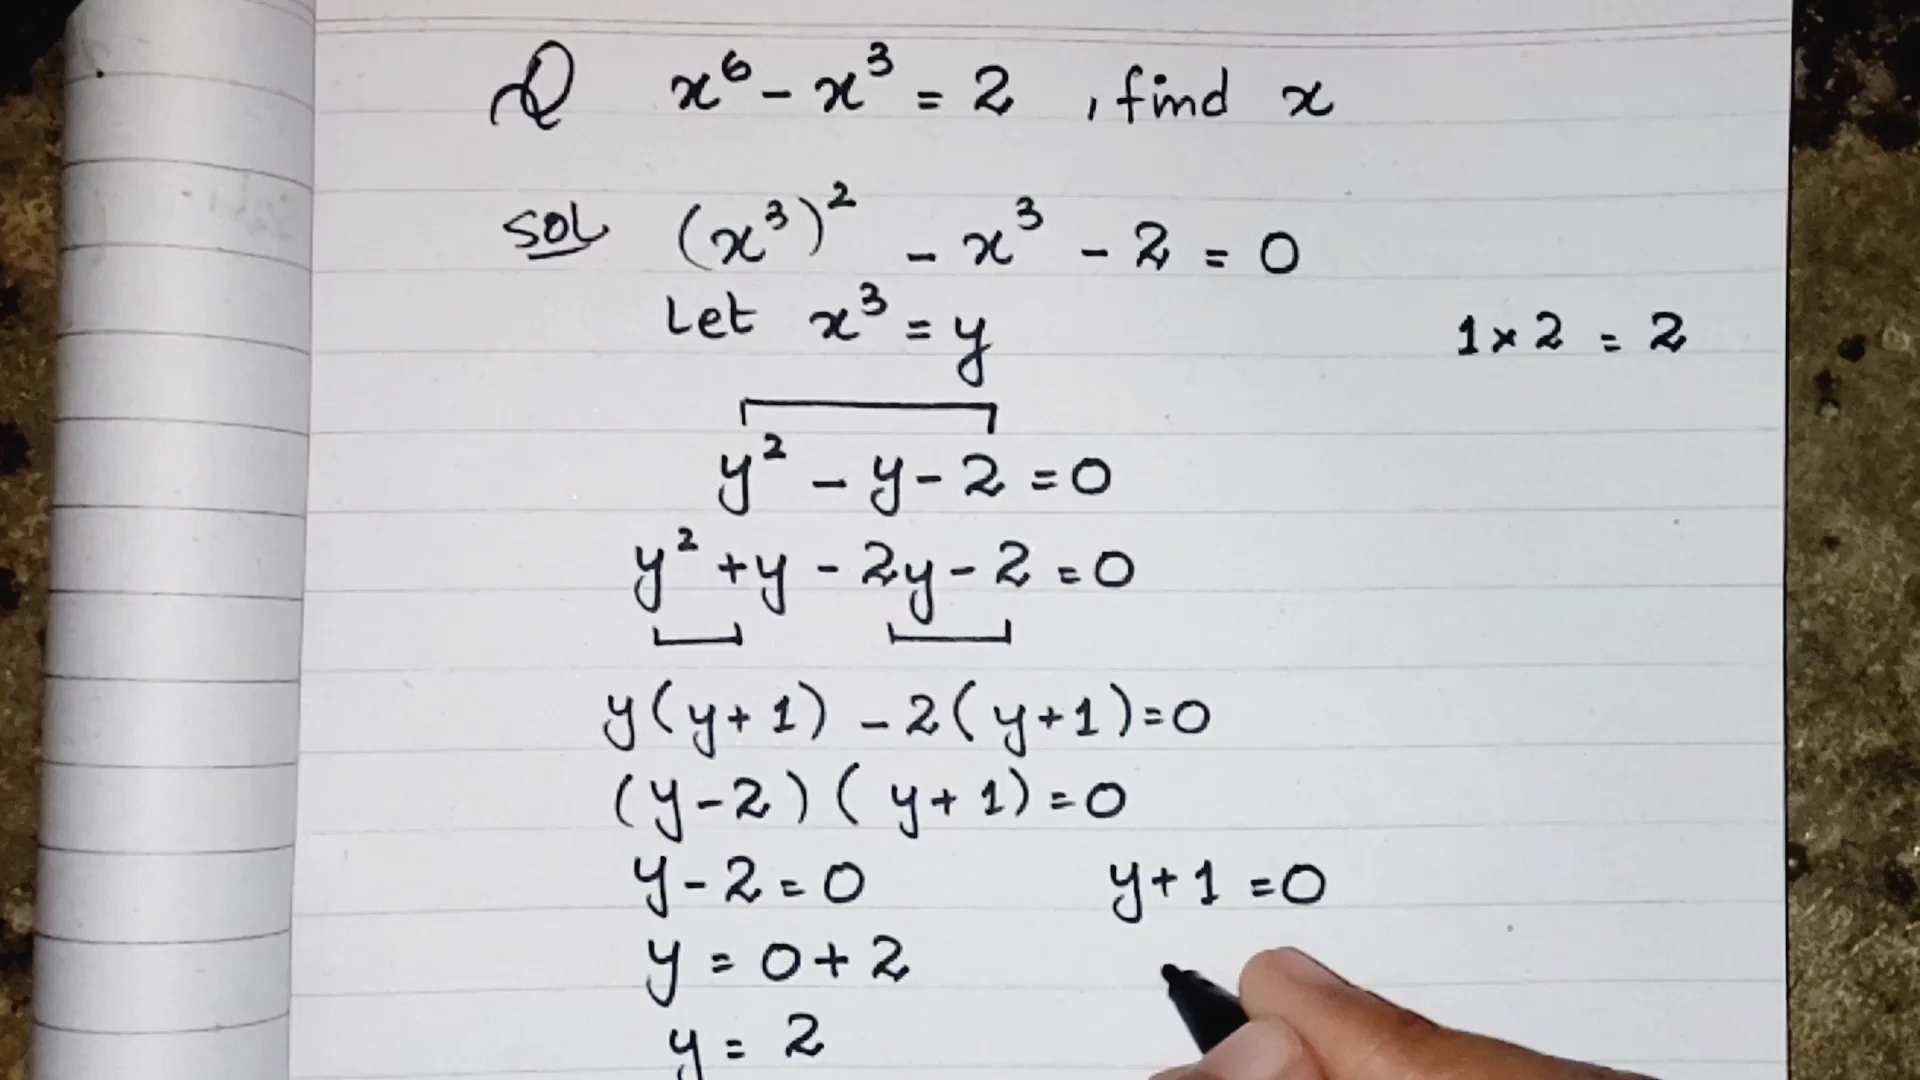 Q x⁶ - x³ = 2 , find x
Sol (x³)² - x³ - 2 = 0
Let x³ = y
1 × 2 = 2
y² - y - 2 = 0
y² + y - 2y - 2 = 0
y(y+1) - 2(y+1) = 0
(y-2)(y+1) = 0
y - 2 = 0 y + 1 = 0
y = 0 + 2
y = 2